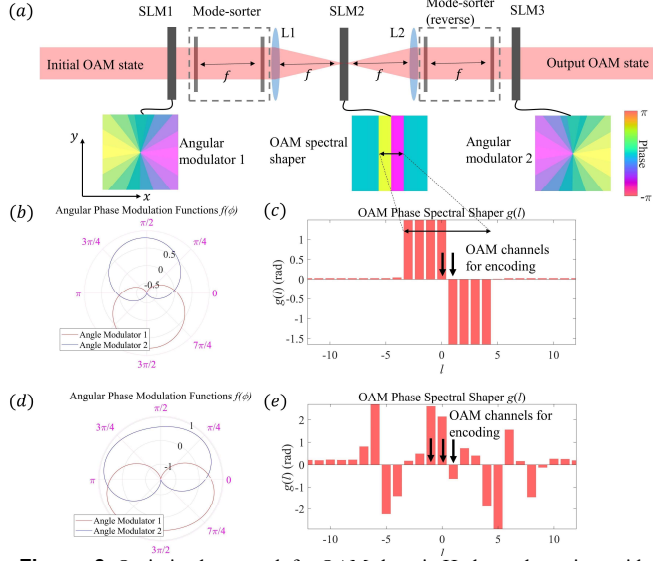 (a)
SLM1
Mode-sorter
L1
SLM2
L2
Mode-sorter
(reverse)
SLM3
Initial OAM state
f
f
f
f
Output OAM state
y
x
Angular
modulator 1
OAM spectral
shaper
Angular
modulator 2
π
Phase
-π
(b)
Angular Phase Modulation Functions f(ϕ)
π/2
3π/4
π/4
0.5
0
-0.5
π
0
7π/4
3π/2
Angle Modulator 1
Angle Modulator 2
(c)
OAM Phase Spectral Shaper g(l)
OAM channels
for encoding
g(i) (rad)
1
0.5
0
-0.5
-1
-1.5
-10
-5
0
5
10
l
(d)
Angular Phase Modulation Functions f(ϕ)
π/2
3π/4
π/4
1
0
-1
π
0
7π/4
3π/2
Angle Modulator 1
Angle Modulator 2
(e)
OAM Phase Spectral Shaper g(l)
OAM channels for
encoding
g(l) (rad)
2
1
0
-1
-2
-10
-5
0
5
10
l